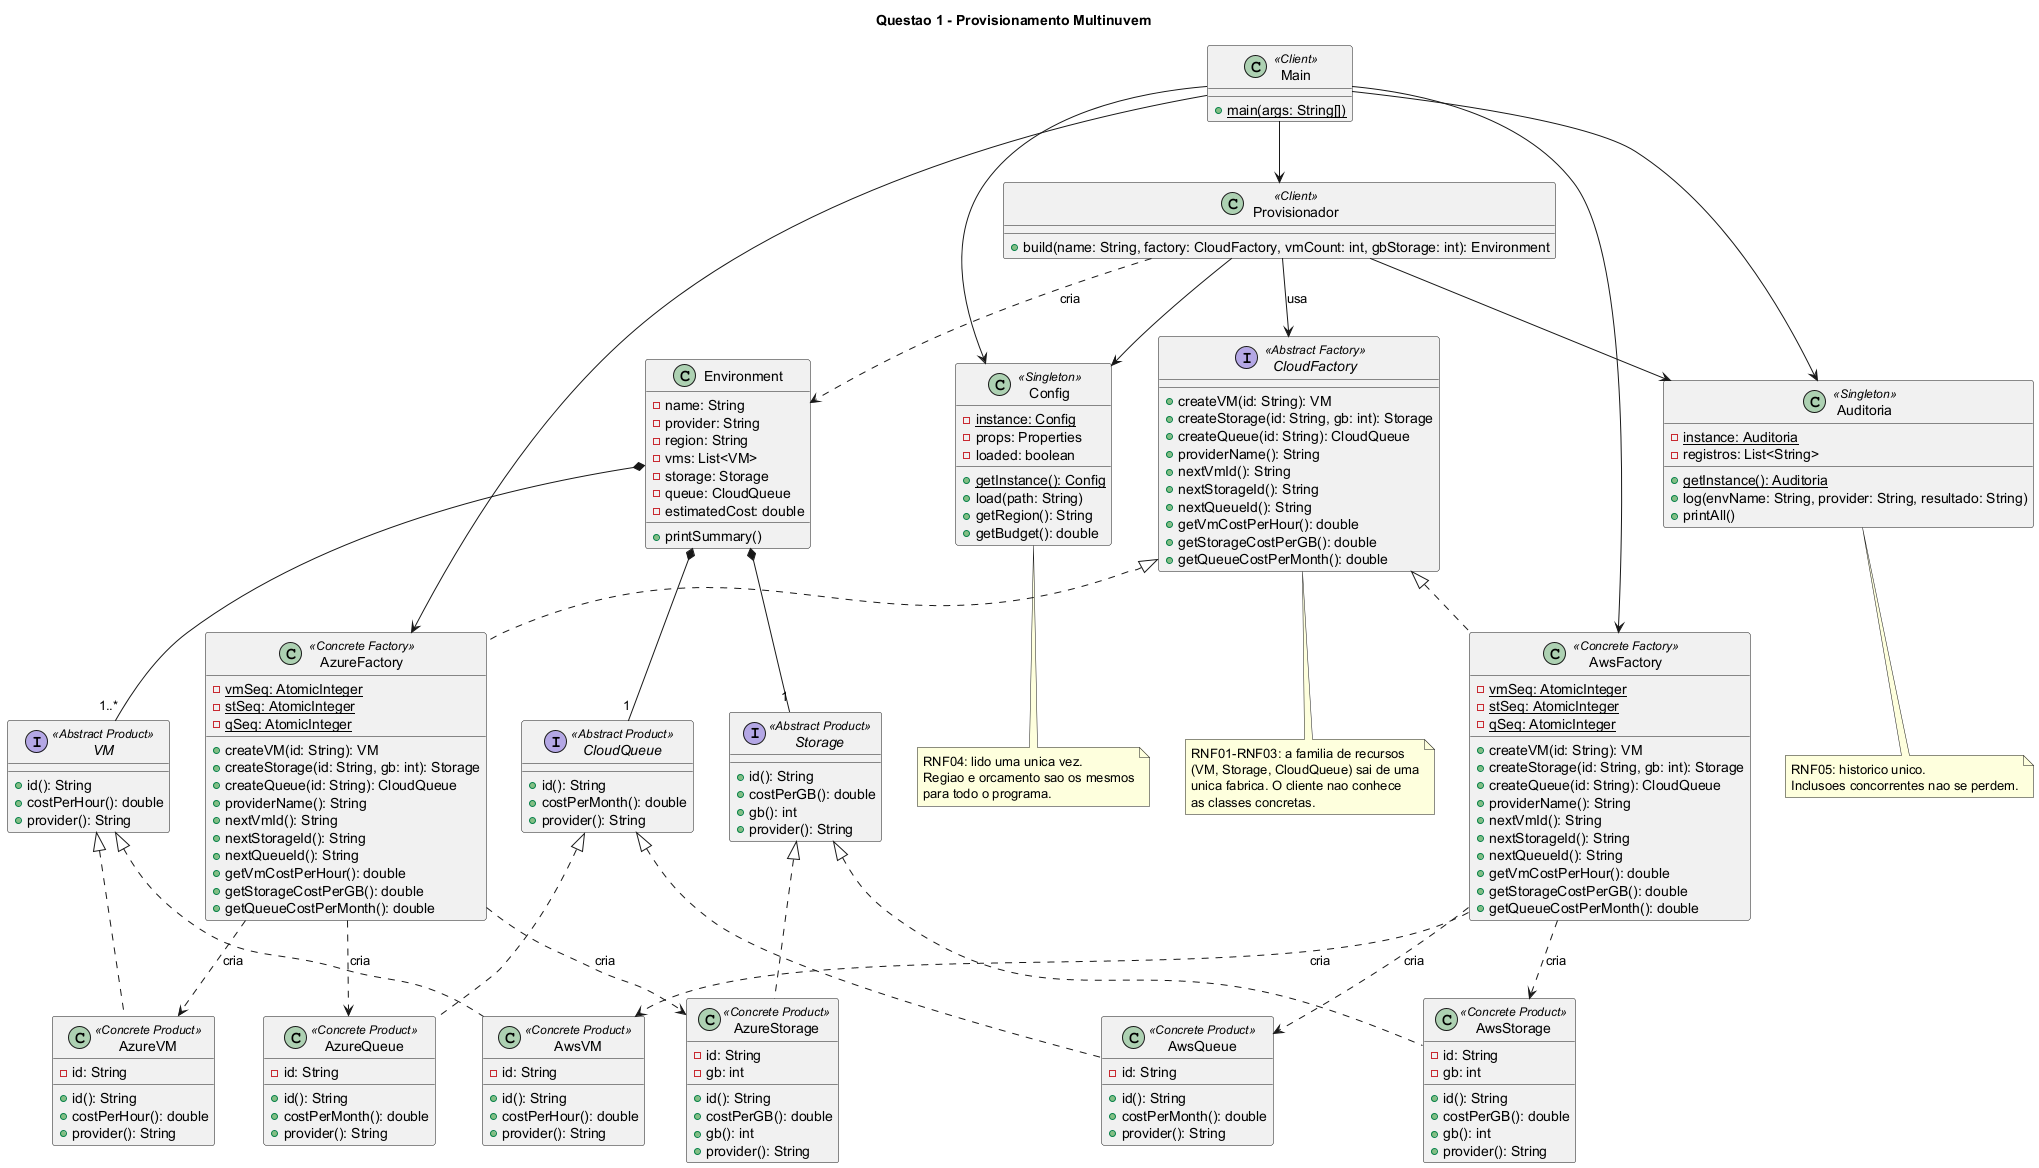 Questao 1 - Provisionamento Multinuvem
«Client»
Main
main(args: String[])
«Client»
Provisionador
build(name: String, factory: CloudFactory, vmCount: int, gbStorage: int): Environment
cria
usa
Environment
name: String
provider: String
region: String
vms: List<VM>
storage: Storage
queue: CloudQueue
estimatedCost: double
printSummary()
«Singleton»
Config
instance: Config
props: Properties
loaded: boolean
getInstance(): Config
load(path: String)
getRegion(): String
getBudget(): double
«Abstract Factory»
CloudFactory
createVM(id: String): VM
createStorage(id: String, gb: int): Storage
createQueue(id: String): CloudQueue
providerName(): String
nextVmId(): String
nextStorageId(): String
nextQueueId(): String
getVmCostPerHour(): double
getStorageCostPerGB(): double
getQueueCostPerMonth(): double
«Singleton»
Auditoria
instance: Auditoria
registros: List<String>
getInstance(): Auditoria
log(envName: String, provider: String, resultado: String)
printAll()
1..*
1
1
«Abstract Product»
VM
id(): String
costPerHour(): double
provider(): String
«Concrete Factory»
AzureFactory
vmSeq: AtomicInteger
stSeq: AtomicInteger
qSeq: AtomicInteger
createVM(id: String): VM
createStorage(id: String, gb: int): Storage
createQueue(id: String): CloudQueue
providerName(): String
nextVmId(): String
nextStorageId(): String
nextQueueId(): String
getVmCostPerHour(): double
getStorageCostPerGB(): double
getQueueCostPerMonth(): double
«Abstract Product»
CloudQueue
id(): String
costPerMonth(): double
provider(): String
«Abstract Product»
Storage
id(): String
costPerGB(): double
gb(): int
provider(): String
RNF04: lido uma unica vez.
Regiao e orcamento sao os mesmos
para todo o programa.
RNF01-RNF03: a familia de recursos
(VM, Storage, CloudQueue) sai de uma
unica fabrica. O cliente nao conhece
as classes concretas.
«Concrete Factory»
AwsFactory
vmSeq: AtomicInteger
stSeq: AtomicInteger
qSeq: AtomicInteger
createVM(id: String): VM
createStorage(id: String, gb: int): Storage
createQueue(id: String): CloudQueue
providerName(): String
nextVmId(): String
nextStorageId(): String
nextQueueId(): String
getVmCostPerHour(): double
getStorageCostPerGB(): double
getQueueCostPerMonth(): double
RNF05: historico unico.
Inclusoes concorrentes nao se perdem.
cria
cria
cria
cria
cria
cria
«Concrete Product»
AzureVM
id: String
id(): String
costPerHour(): double
provider(): String
«Concrete Product»
AzureQueue
id: String
id(): String
costPerMonth(): double
provider(): String
«Concrete Product»
AwsVM
id: String
id(): String
costPerHour(): double
provider(): String
«Concrete Product»
AzureStorage
id: String
gb: int
id(): String
costPerGB(): double
gb(): int
provider(): String
«Concrete Product»
AwsQueue
id: String
id(): String
costPerMonth(): double
provider(): String
«Concrete Product»
AwsStorage
id: String
gb: int
id(): String
costPerGB(): double
gb(): int
provider(): String